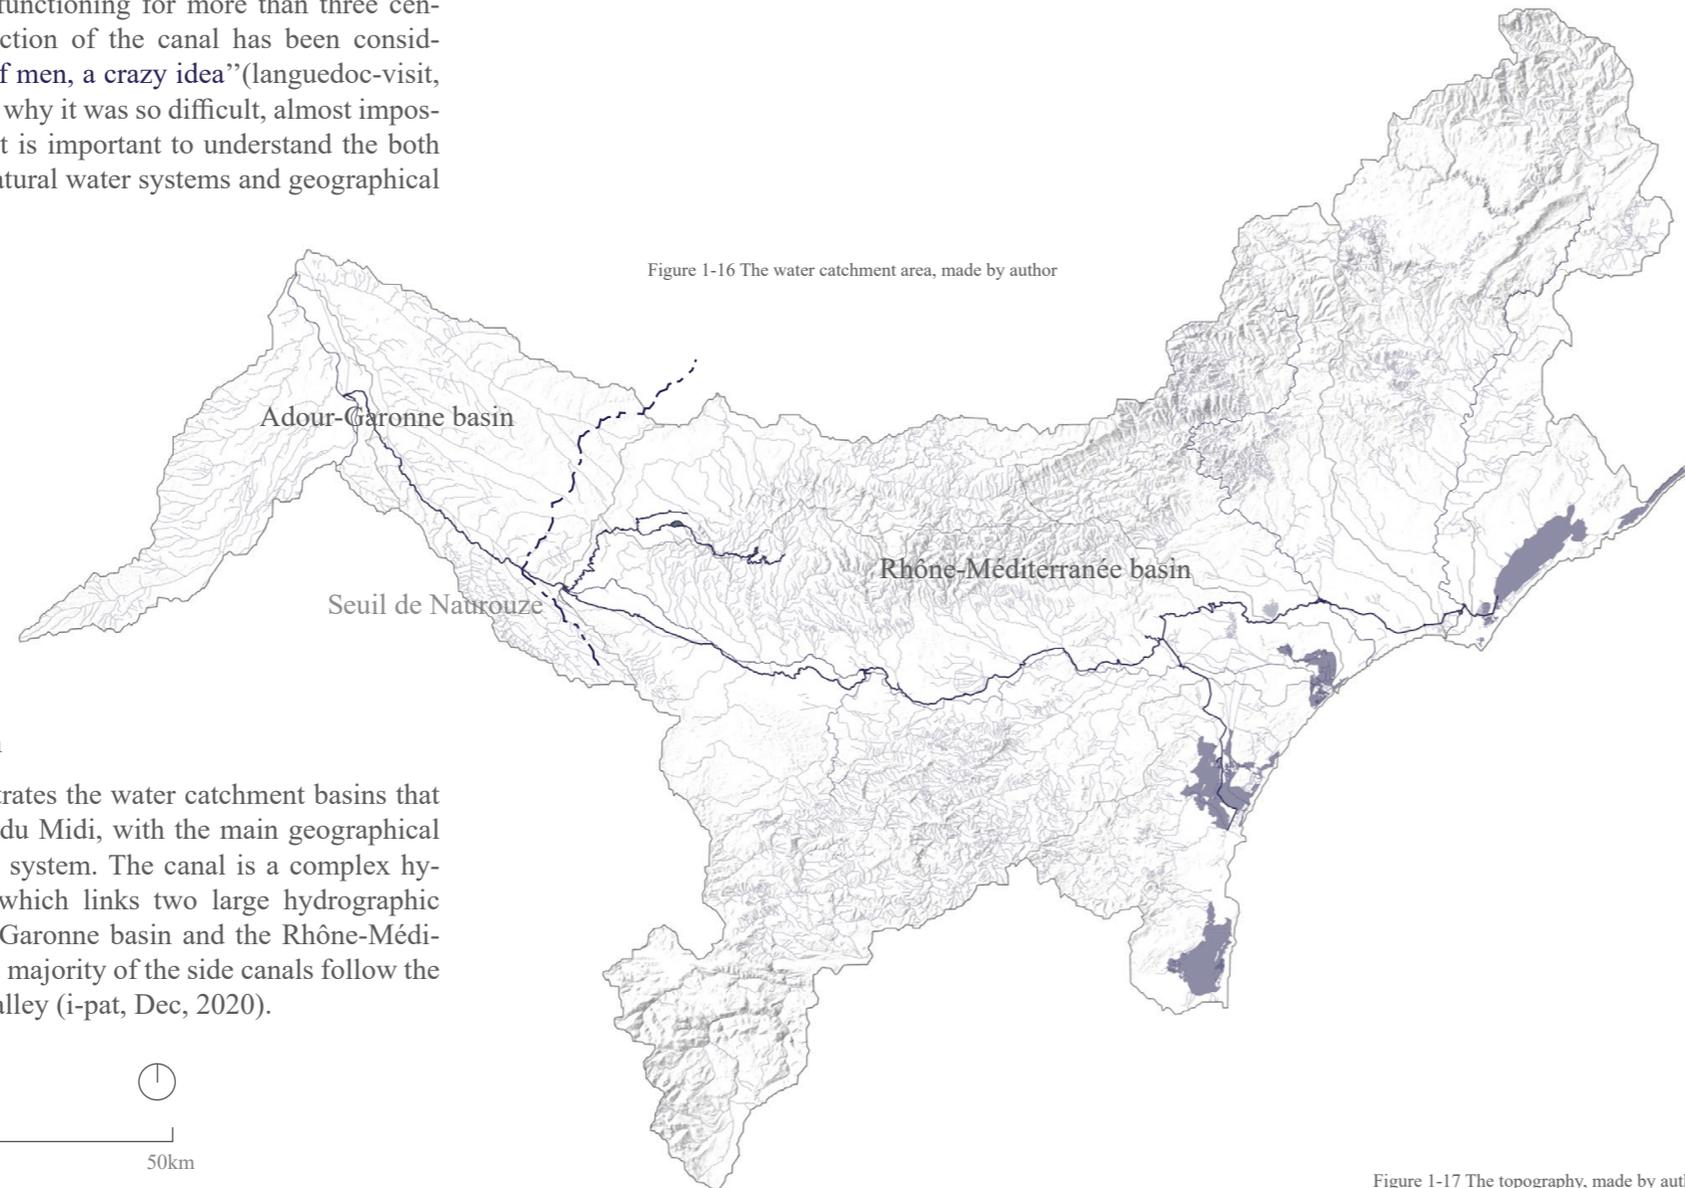 functioning for more than three cen-
ction of the canal has been consid-
f men, a crazy idea”(languedoc-visit,
why it was so difficult, almost impos-
t is important to understand the both
atural water systems and geographical
Figure 1-16 The water catchment area, made by author
Adour-Garonne basin
Rhône-Méditerranée basin
Seuil de Naurouze
trates the water catchment basins that
du Midi, with the main geographical
system. The canal is a complex hy-
which links two large hydrographic
Garonne basin and the Rhône-Médi-
majority of the side canals follow the
alley (i-pat, Dec, 2020).
50km
Figure 1-17 The topography, made by auth